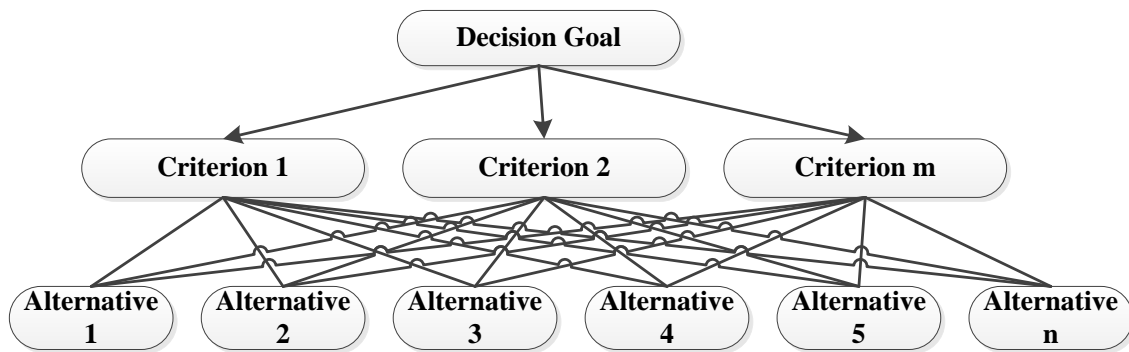 Decision Goal
Criterion 1
Criterion 2
Criterion m
Alternative
1
Alternative
2
Alternative
3
Alternative
4
Alternative
5
Alternative
n